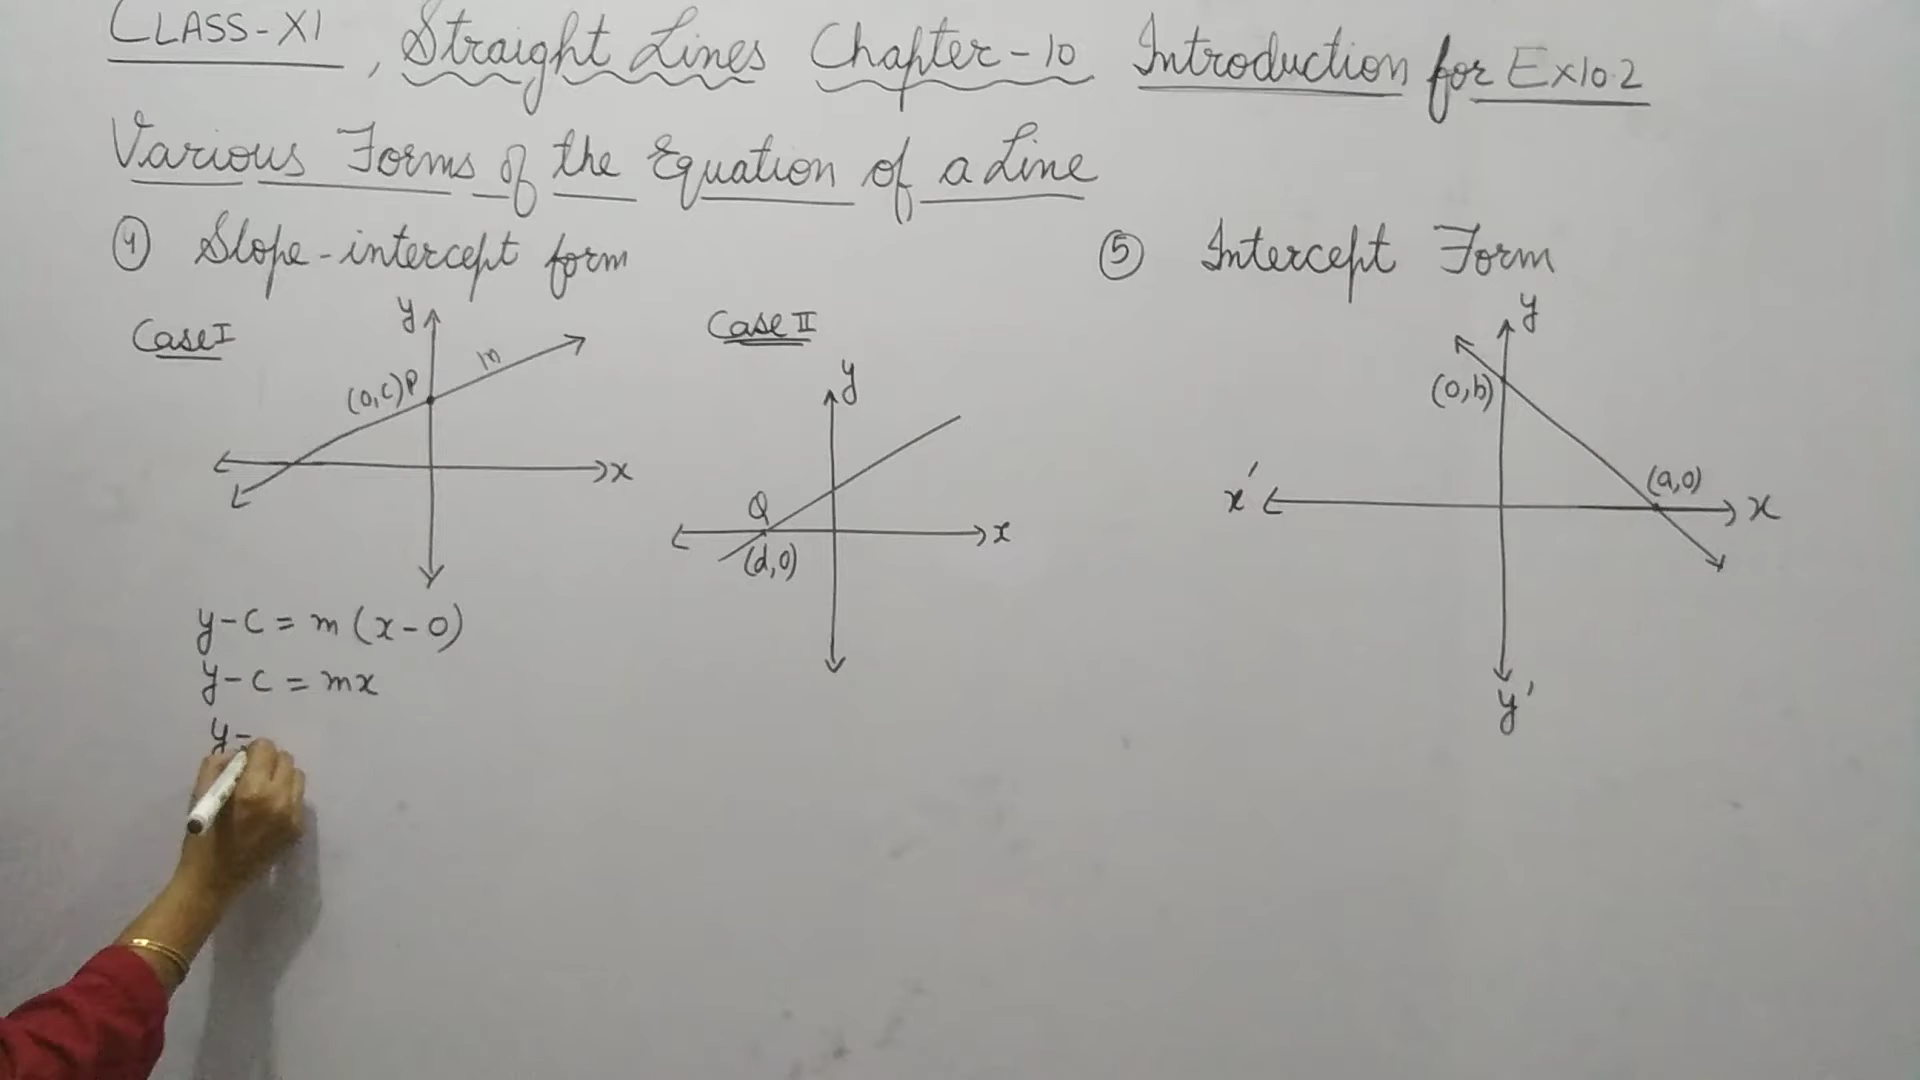 CLASS-XI, Straight Lines Chapter-10 Introduction for Ex10.2
Various Forms of the Equation of a Line
④ Slope-intercept form
Case I
y
m
(0,c) P
x
y-c = m(x-0)
y-c = mx
y=
Case II
y
Q
x
(d,0)
⑤ Intercept Form
y
(0,b)
(a,0)
x'
x
y'